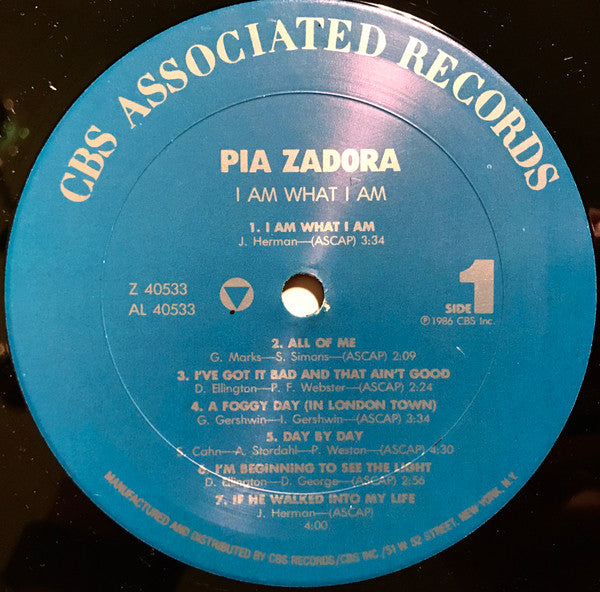 CBS ASSOCIATED RECORDS
PIA ZADORA
I AM WHAT I AM
1. I AM WHAT I AM
J. Herman—(ASCAP) 3:34
Z 40533
AL 40533
SIDE 1
℗1986 CBS Inc.
2. ALL OF ME
G. Marks—S. Simons—(ASCAP) 2:09
3. I'VE GOT IT BAD AND THAT AIN'T GOOD
D. Ellington—P. F. Webster—(ASCAP) 2:24
4. A FOGGY DAY (IN LONDON TOWN)
G. Gershwin—I. Gershwin—(ASCAP) 3:34
5. DAY BY DAY
S. Cahn—A. Stordahl—P. Weston—(ASCAP) 4:30
6. I'M BEGINNING TO SEE THE LIGHT
D. Ellington—D. George—(ASCAP) 2:56
7. IF HE WALKED INTO MY LIFE
J. Herman—(ASCAP)
4:00
MANUFACTURED AND DISTRIBUTED BY CBS RECORDS/CBS INC./51 W. 52 STREET, NEW YORK, N.Y.